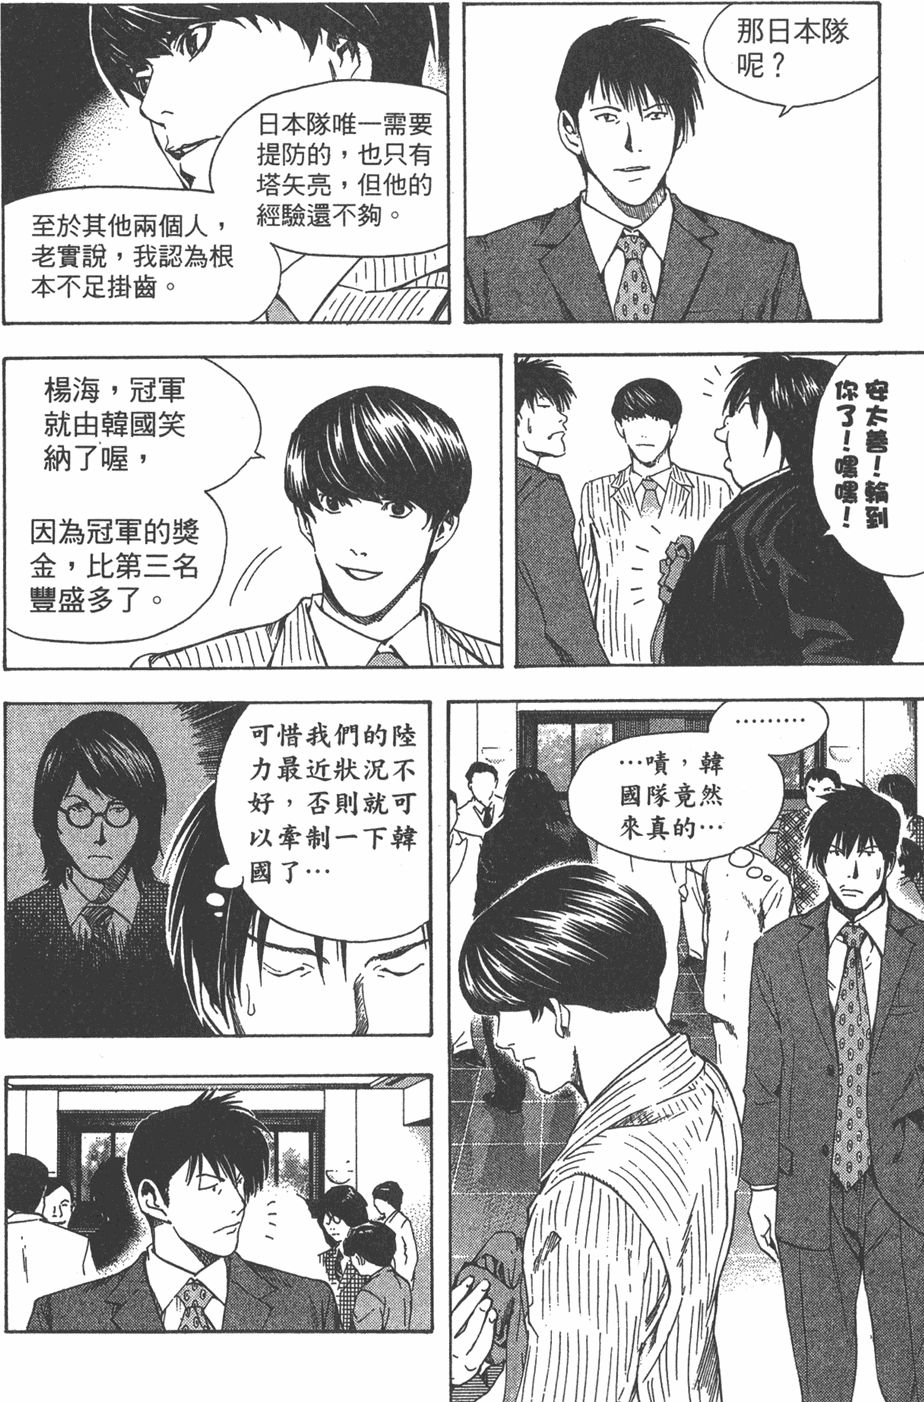 那日本隊
呢？
日本隊唯一需要
提防的，也只有
塔矢亮，但他的
經驗還不夠。
至於其他兩個人，
老實說，我認為根
本不足掛齒。
安太善！輪到
你了！嘿嘿！
楊海，冠軍
就由韓國笑
納了喔，
因為冠軍的獎
金，比第三名
豐盛多了。
⋯⋯⋯
⋯嘖，韓
國隊竟然
來真的⋯
可惜我們的陸
力最近狀況不
好，否則就可
以牽制一下韓
國了⋯